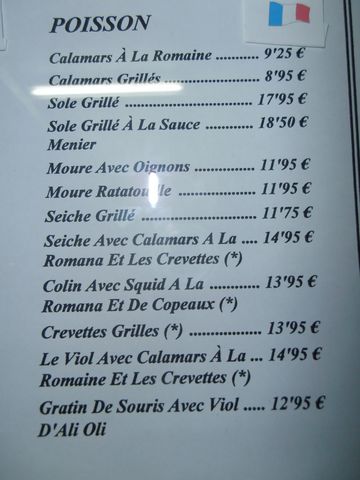 POISSON
Calamars À La Romaine ............ 9'25 €
Calamars Grillés .................... 8'95 €
Sole Grillé ............................. 17'95 €
Sole Grillé À La Sauce ............ 18'50 €
Menier
Moure Avec Oignons ................ 11'95 €
Moure Ratatouille ................... 11'95 €
Seiche Grillé ......................... 11'75 €
Seiche Avec Calamars A La .... 14'95 €
Romana Et Les Crevettes (*)
Colin Avec Squid A La ............ 13'95 €
Romana Et De Copeaux (*)
Crevettes Grilles (*) ................. 13'95 €
Le Viol Avec Calamars À La ... 14'95 €
Romaine Et Les Crevettes (*)
Gratin De Souris Avec Viol ..... 12'95 €
D'Ali Oli